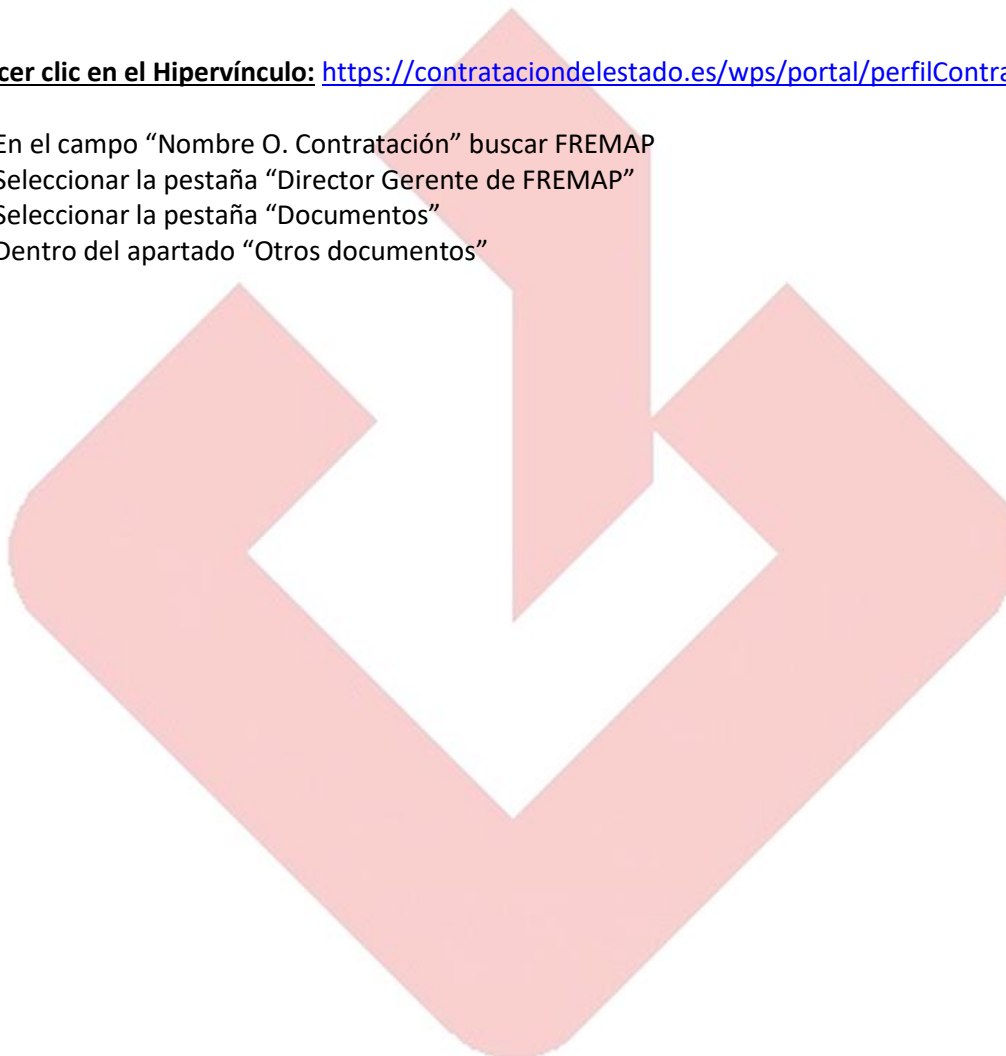 cer clic en el Hipervínculo: https://contrataciondelestado.es/wps/portal/perfilContra
En el campo “Nombre O. Contratación” buscar FREMAP
Seleccionar la pestaña “Director Gerente de FREMAP”
Seleccionar la pestaña “Documentos”
Dentro del apartado “Otros documentos”